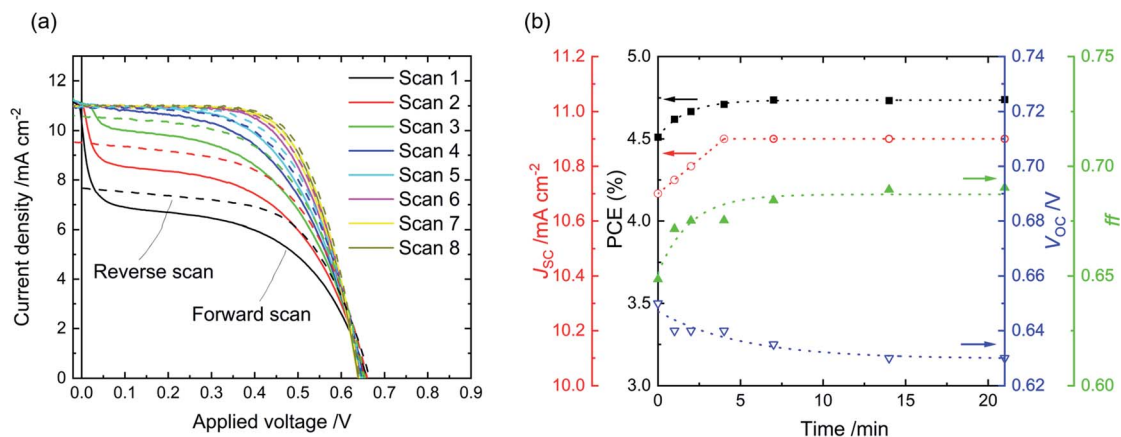 (a)
Current density /mA cm⁻²
12
10
8
6
4
2
0
0.0 0.1 0.2 0.3 0.4 0.5 0.6 0.7 0.8 0.9
Applied voltage /V
Scan 1
Scan 2
Scan 3
Scan 4
Scan 5
Scan 6
Scan 7
Scan 8
Reverse scan
Forward scan
(b)
J_SC /mA cm⁻²
11.2
11.0
10.8
10.6
10.4
10.2
10.0
PCE (%)
5.0
4.5
4.0
3.5
3.0
0 5 10 15 20
Time /min
0.74
0.72
0.70
0.68
0.66
0.64
0.62
V_OC /V
0.75
0.70
0.65
0.60
ff